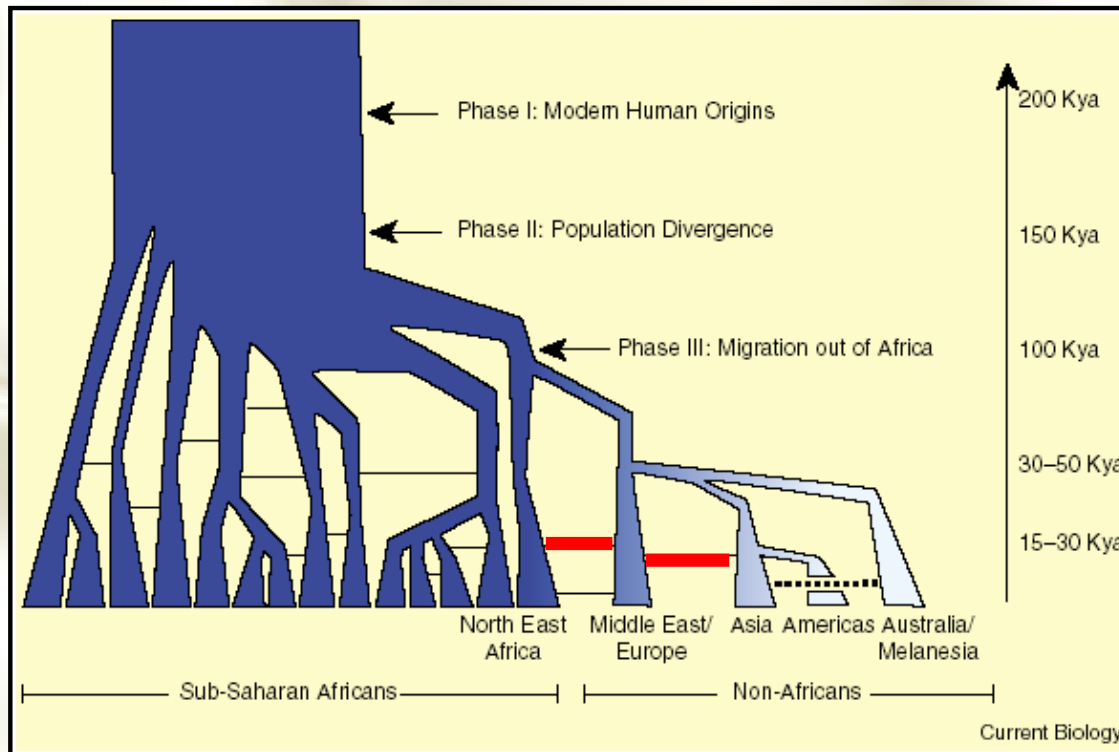 200 Kya
Phase I: Modern Human Origins
Phase II: Population Divergence
150 Kya
Phase III: Migration out of Africa
100 Kya
30–50 Kya
15–30 Kya
North East
Africa
Middle East/
Europe
Asia
Americas
Australia/
Melanesia
Sub-Saharan Africans
Non-Africans
Current Biology